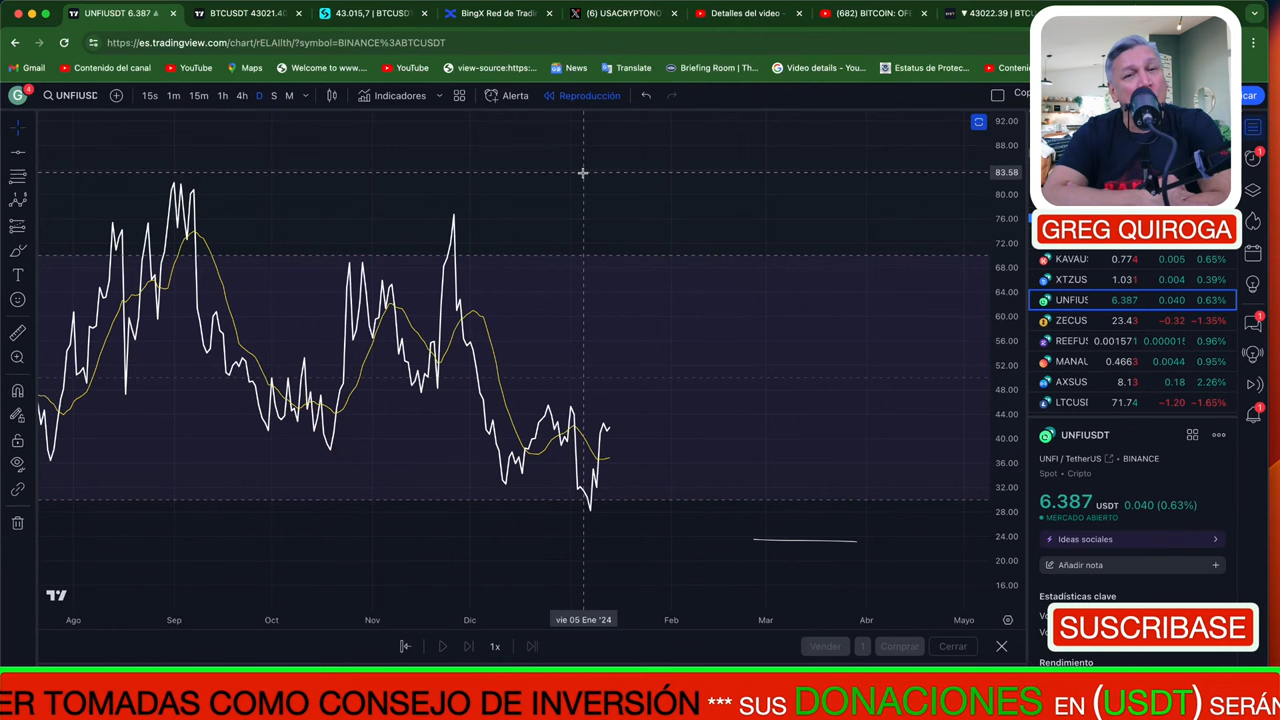 UNFIUSDT 6.387 ▲
BTCUSDT 43021.40
43.015,7 | BTCUSD
BingX Red de Tradin
(6) USACRYPTONO
Detalles del video -
(682) BITCOIN: OF
▼ 43022.39
https://es.tradingview.com/chart/rELAIlth/?symbol=BINANCE%3ABTCUSDT
Gmail
Contenido del canal
YouTube
Maps
Welcome to www....
YouTube
view-source:https:...
News
Translate
Briefing Room | Th...
Video details – You...
Estatus de Protec...
G
4
UNFIUSD
15s
1m
15m
1h
4h
D
S
M
Indicadores
Alerta
Reproducción
92.00
88.00
83.58
80.00
76.00
72.00
68.00
64.00
60.00
56.00
52.00
48.00
44.00
40.00
36.00
32.00
28.00
24.00
20.00
16.00
Ago
Sep
Oct
Nov
Dic
vie 05 Ene '24
Feb
Mar
Abr
Mayo
1x
Vender
1
Comprar
Cerrar
GREG QUIROGA
KAVAU 0.774 0.005 0.65%
XTZUS 1.031 0.004 0.39%
UNFIUS 6.387 0.040 0.63%
ZECUS 23.43 −0.32 −1.35%
REEFUS 0.001571 0.000015 0.96%
MANAU 0.4663 0.0044 0.95%
AXSUS 8.13 0.18 2.26%
LTCUSD 71.74 −1.20 −1.65%
UNFIUSDT
UNFI / TetherUS
BINANCE
Spot • Cripto
6.387 USDT 0.040 (0.63%)
MERCADO ABIERTO
Ideas sociales
Añadir nota
Estadísticas clave
SUSCRIBASE
Rendimiento
ER TOMADAS COMO CONSEJO DE INVERSIÓN *** SUS DONACIONES EN (USDT) SERÁN